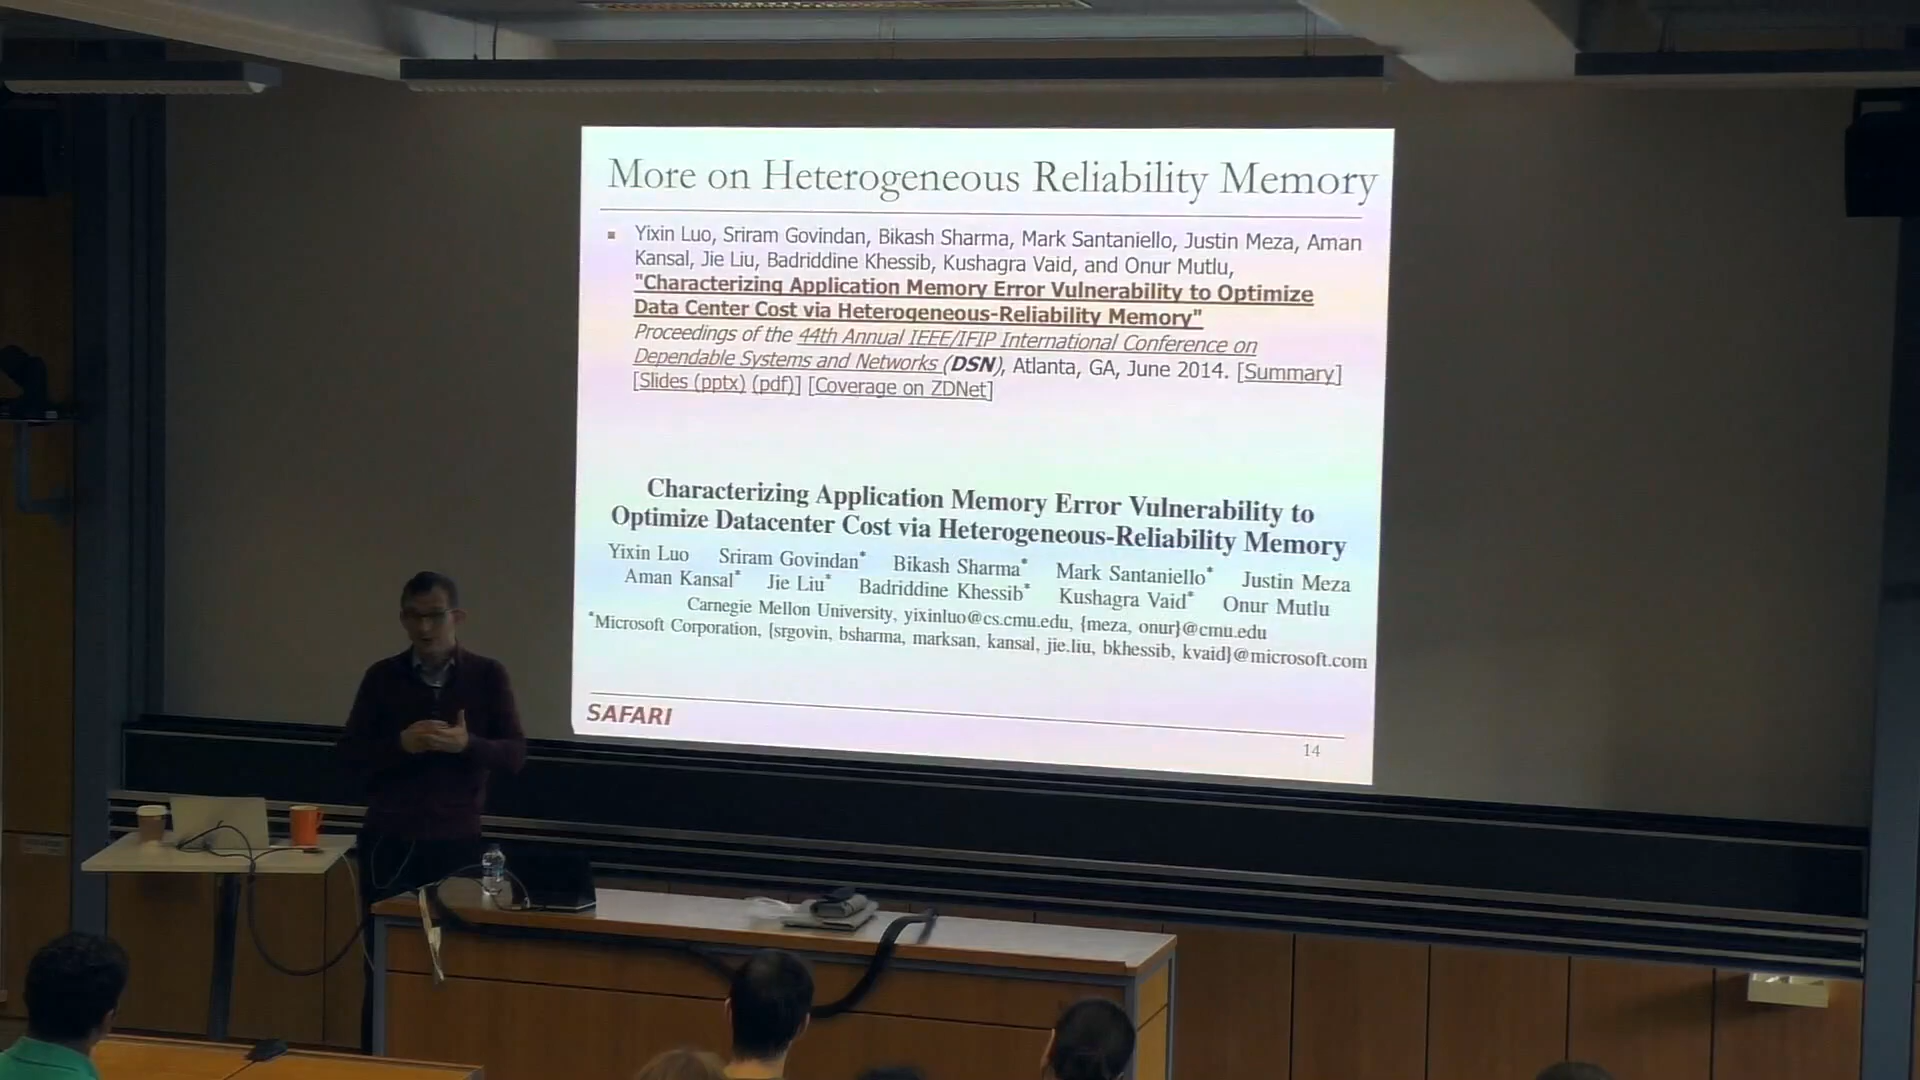 More on Heterogeneous Reliability Memory
▪ Yixin Luo, Sriram Govindan, Bikash Sharma, Mark Santaniello, Justin Meza, Aman
Kansal, Jie Liu, Badriddine Khessib, Kushagra Vaid, and Onur Mutlu,
"Characterizing Application Memory Error Vulnerability to Optimize
Data Center Cost via Heterogeneous-Reliability Memory"
Proceedings of the 44th Annual IEEE/IFIP International Conference on
Dependable Systems and Networks (DSN), Atlanta, GA, June 2014. [Summary]
[Slides (pptx) (pdf)] [Coverage on ZDNet]
Characterizing Application Memory Error Vulnerability to
Optimize Datacenter Cost via Heterogeneous-Reliability Memory
Yixin Luo Sriram Govindan* Bikash Sharma* Mark Santaniello* Justin Meza
Aman Kansal* Jie Liu* Badriddine Khessib* Kushagra Vaid* Onur Mutlu
Carnegie Mellon University, yixinluo@cs.cmu.edu, {meza, onur}@cmu.edu
*Microsoft Corporation, {srgovin, bsharma, marksan, kansal, jie.liu, bkhessib, kvaid}@microsoft.com
SAFARI
14